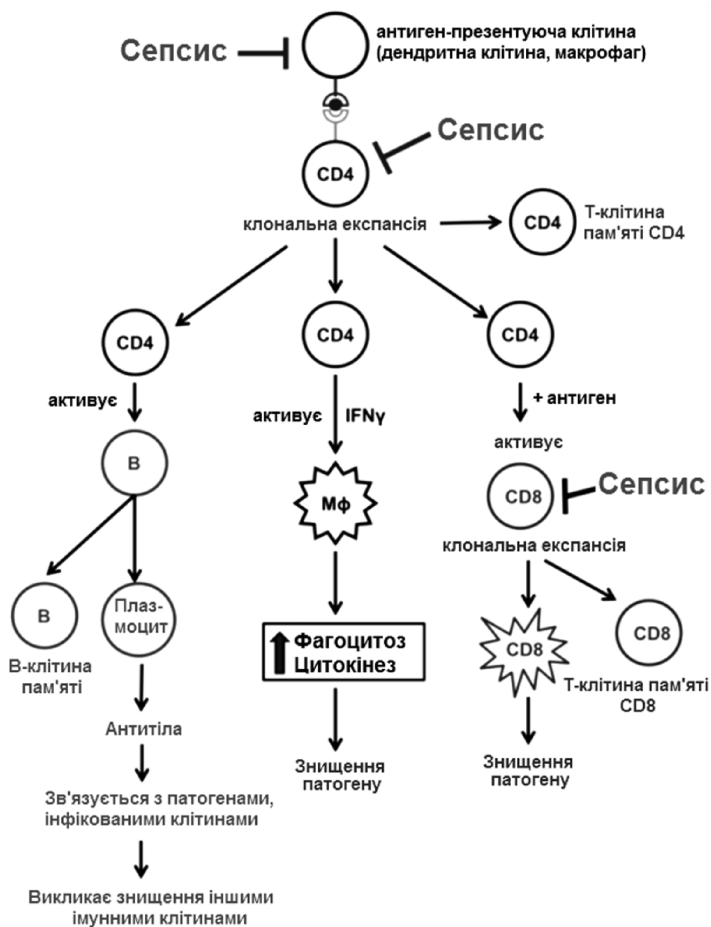 Сепсис
антиген-презентуюча клітина
(дендритна клітина, макрофаг)
Сепсис
CD4
клональна експансія
CD4
Т-клітина
пам'яті CD4
CD4
CD4
CD4
активує
активує
IFNγ
+ антиген
активує
B
Мф
CD8
Сепсис
клональна експансія
B
Плаз-
моцит
Фагоцитоз
Цитокінез
CD8
CD8
В-клітина
пам'яті
Т-клітина пам'яті
CD8
Антитіла
Знищення
патогену
Знищення
патогену
Зв'язується з патогенами,
інфікованими клітинами
Викликає знищення іншими
імунними клітинами